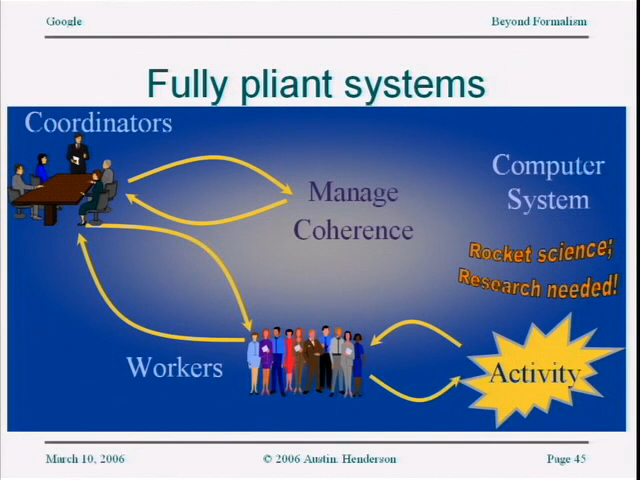 Google
Beyond Formalism
Fully pliant systems
Coordinators
Computer
System
Manage
Coherence
Rocket science;
Research needed!
Workers
Activity
March 10, 2006
© 2006 Austin Henderson
Page 45